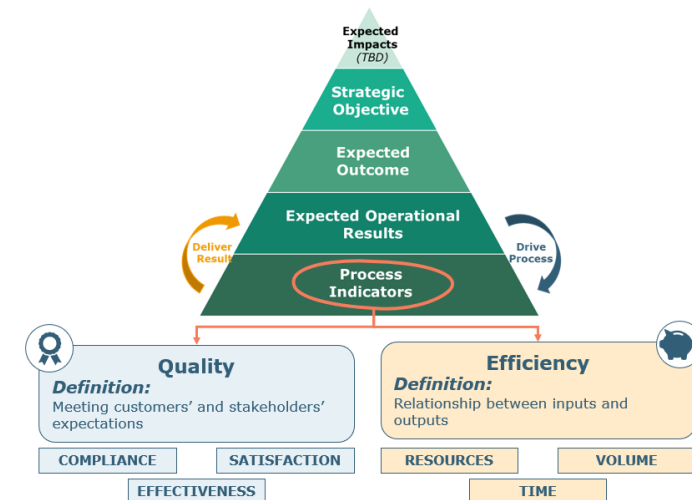 Expected
Impacts
(TBD)
Strategic
Objective
Expected
Outcome
Expected Operational
Results
Deliver
Result
Drive
Process
Process
Indicators
Quality
Definition:
Meeting customers’ and stakeholders’
expectations
COMPLIANCE
SATISFACTION
EFFECTIVENESS
Efficiency
Definition:
Relationship between inputs and
outputs
RESOURCES
VOLUME
TIME